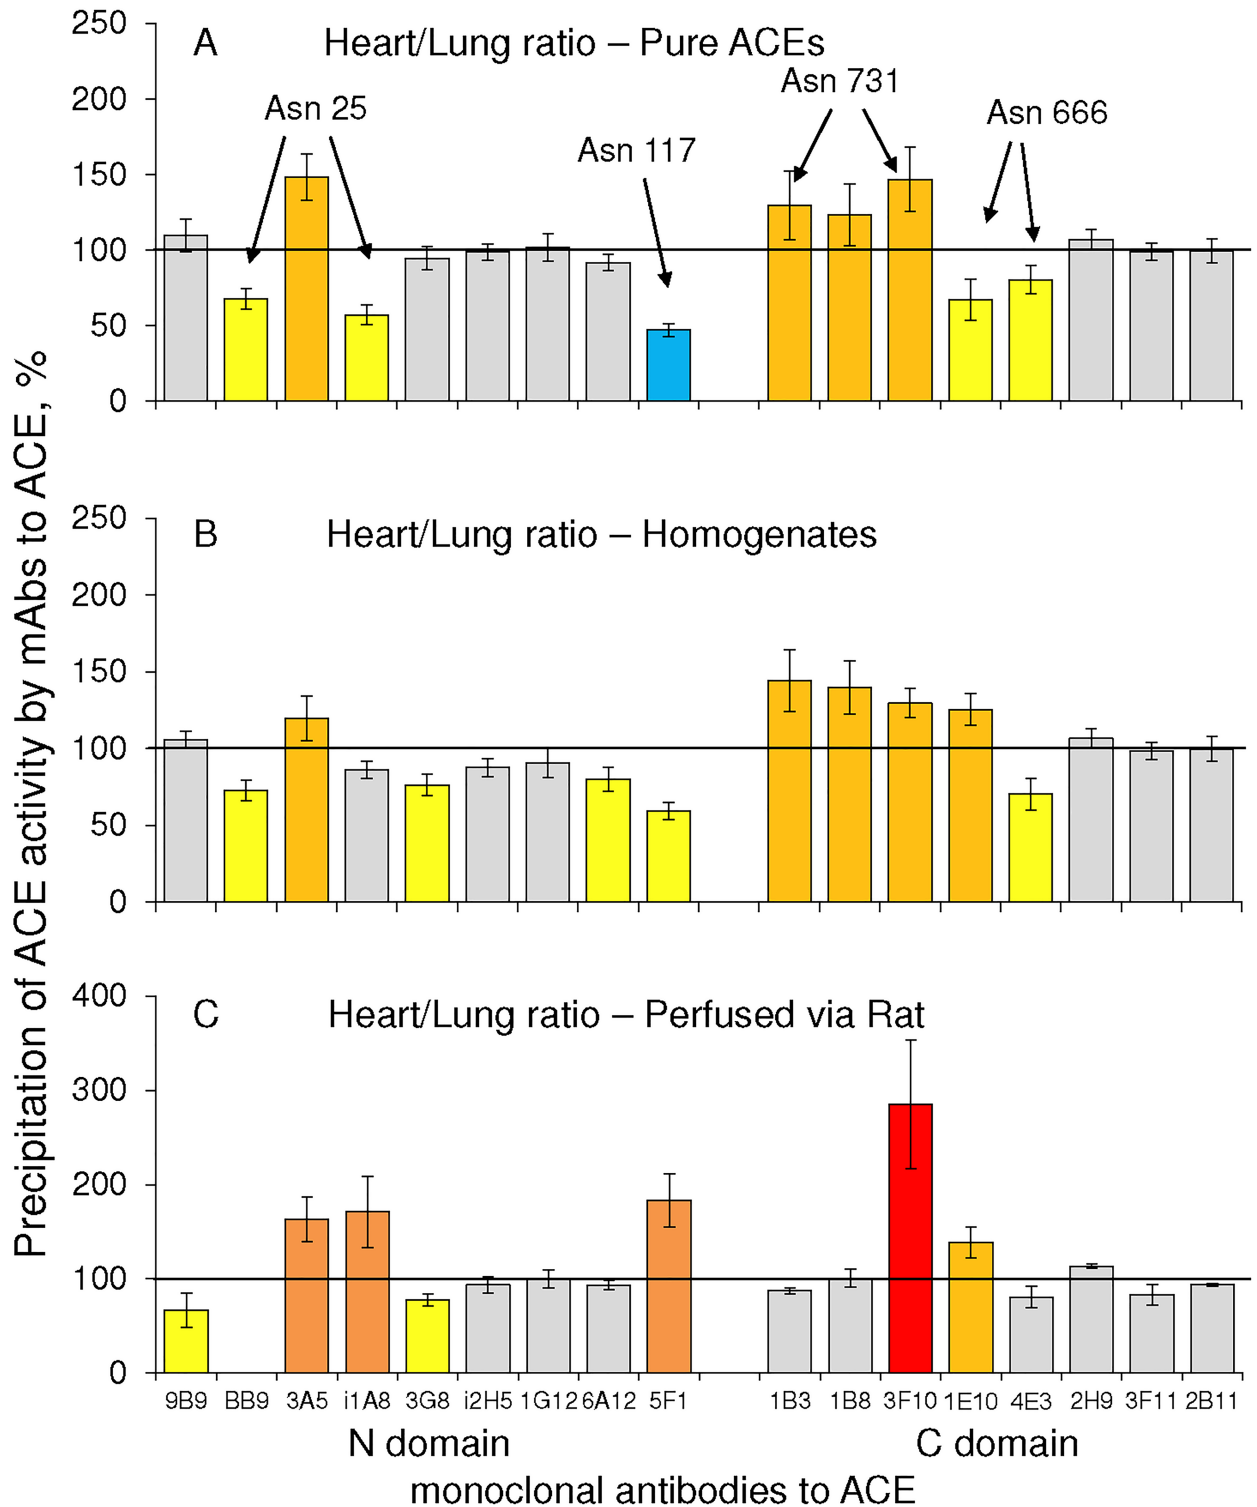 Precipitation of ACE activity by mAbs to ACE, %
A
Heart/Lung ratio – Pure ACEs
250
200
150
100
50
0
Asn 25
Asn 117
Asn 731
Asn 666
B
Heart/Lung ratio – Homogenates
250
200
150
100
50
0
C
Heart/Lung ratio – Perfused via Rat
400
300
200
100
0
9B9 BB9 3A5 i1A8 3G8 i2H5 1G12 6A12 5F1 1B3 1B8 3F10 1E10 4E3 2H9 3F11 2B11
N domain C domain
monoclonal antibodies to ACE